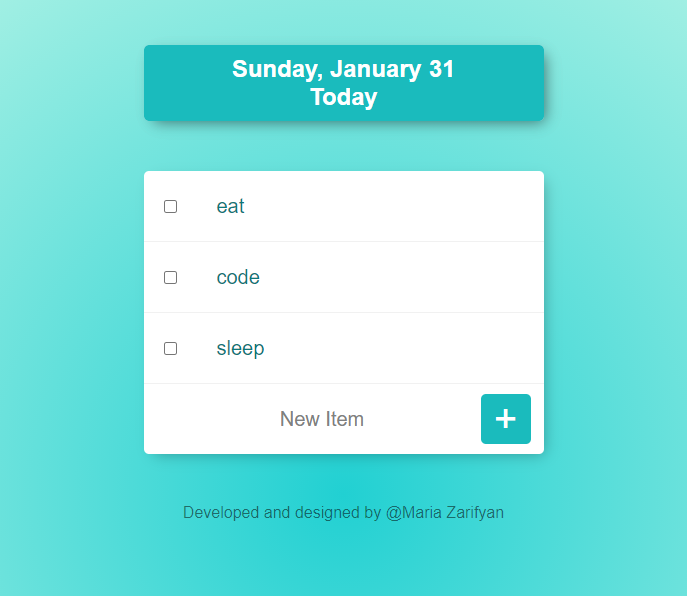 Sunday, January 31
Today
eat
code
sleep
New Item
+
Developed and designed by @Maria Zarifyan